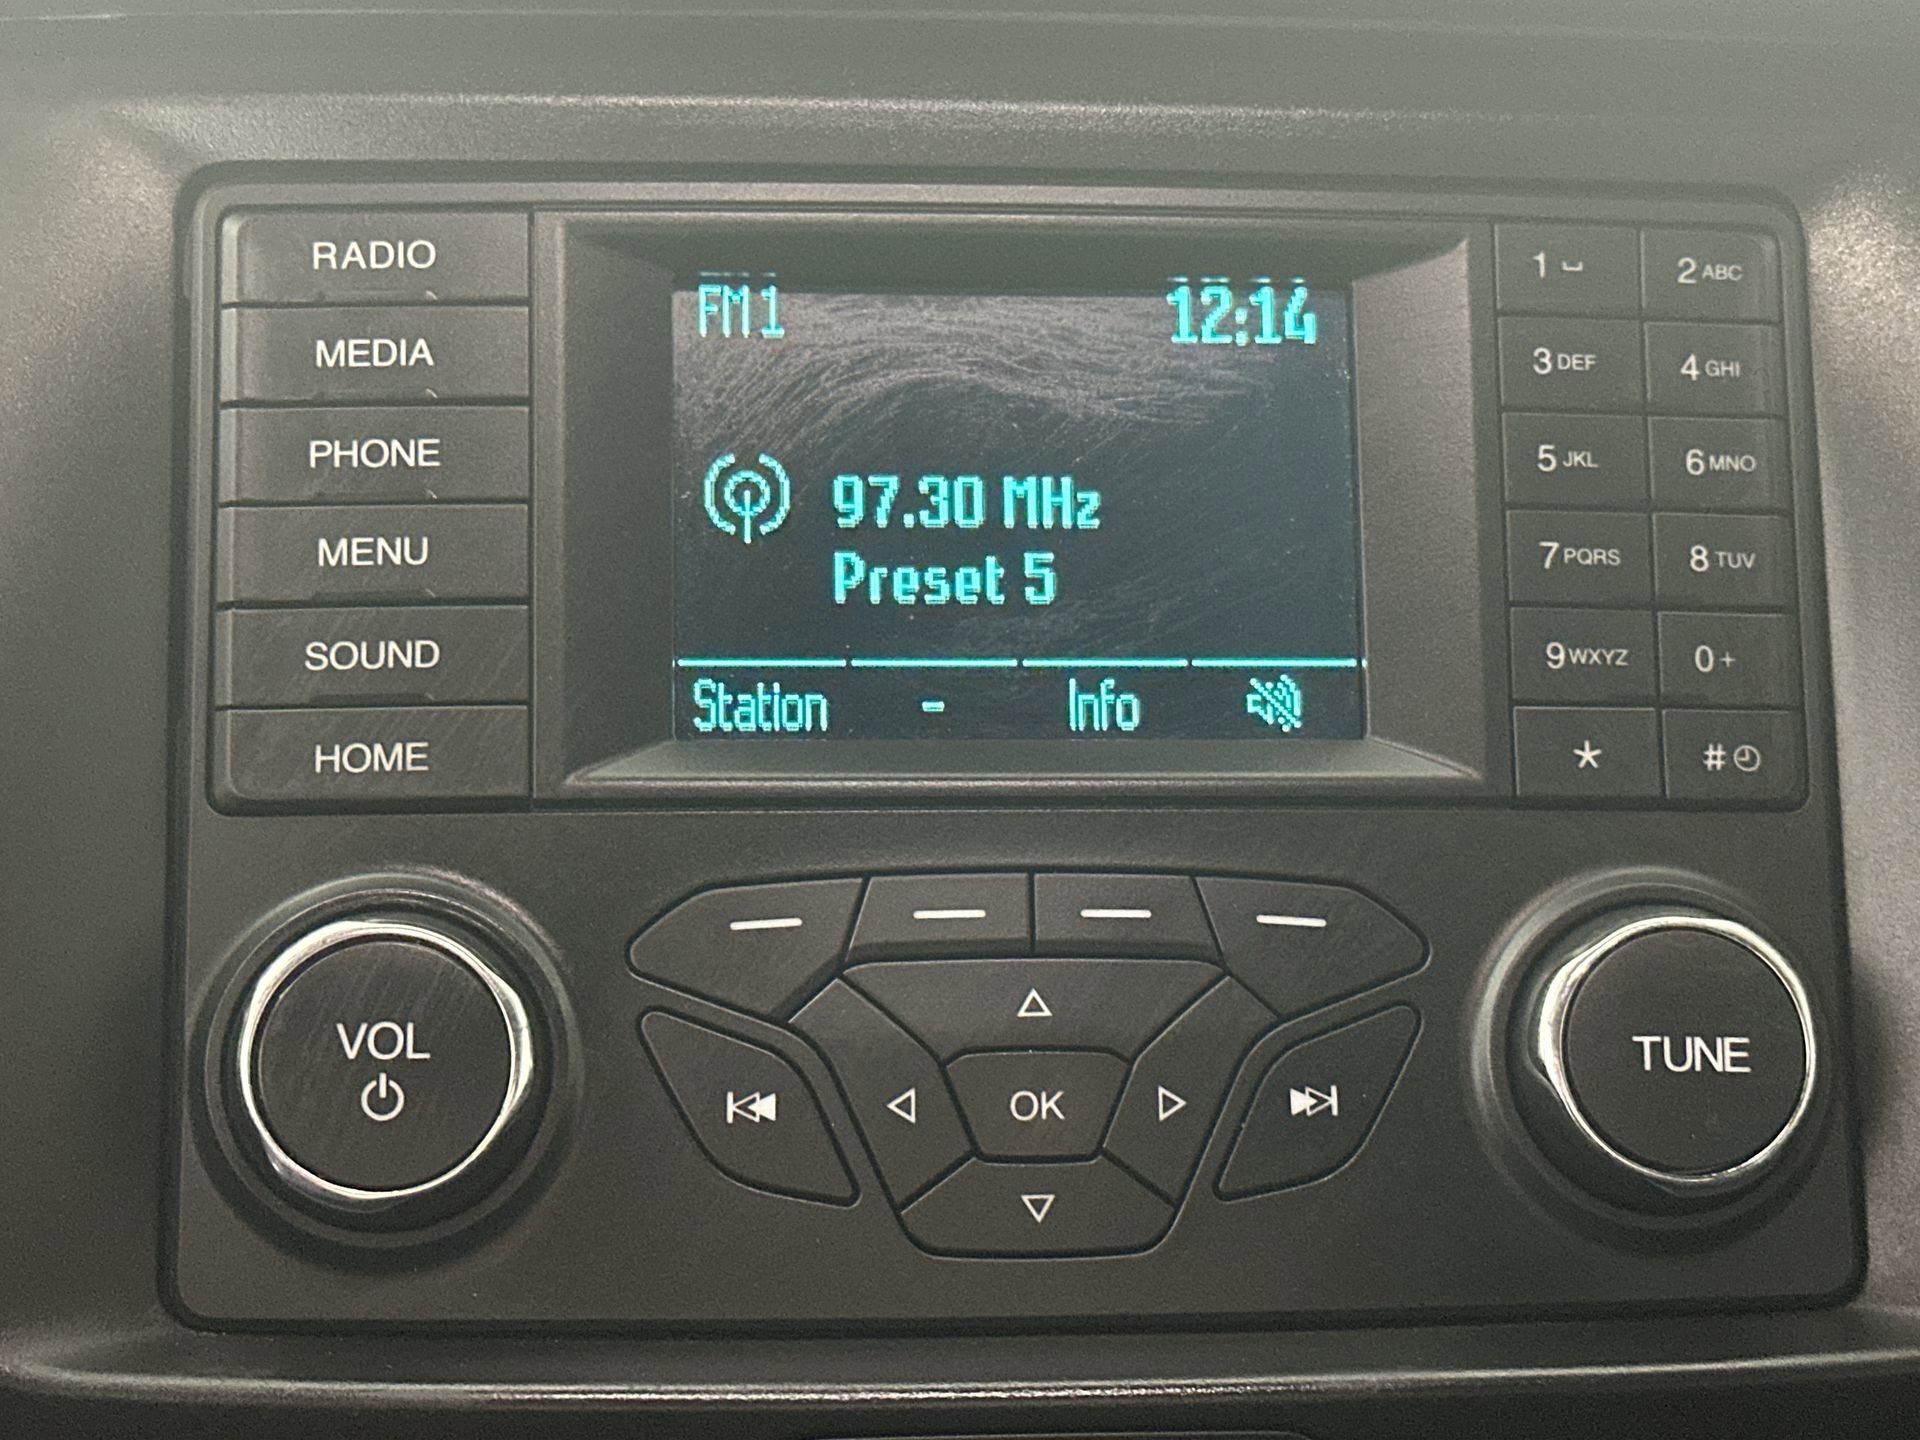 RADIO
MEDIA
PHONE
MENU
SOUND
HOME
FM1 12:14
97.30 MHz
Preset 5
Station - Info
1 ⌴ 2 ABC
3 DEF 4 GHI
5 JKL 6 MNO
7 PQRS 8 TUV
9 WXYZ 0 +
* #
VOL
OK
TUNE